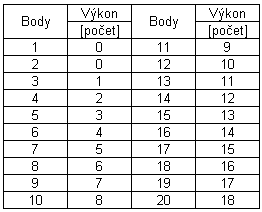 Body Výkon Body Výkon
[počet] [počet]
1 0 11 9
2 0 12 10
3 1 13 11
4 2 14 12
5 3 15 13
6 4 16 14
7 5 17 15
8 6 18 16
9 7 19 17
10 8 20 18